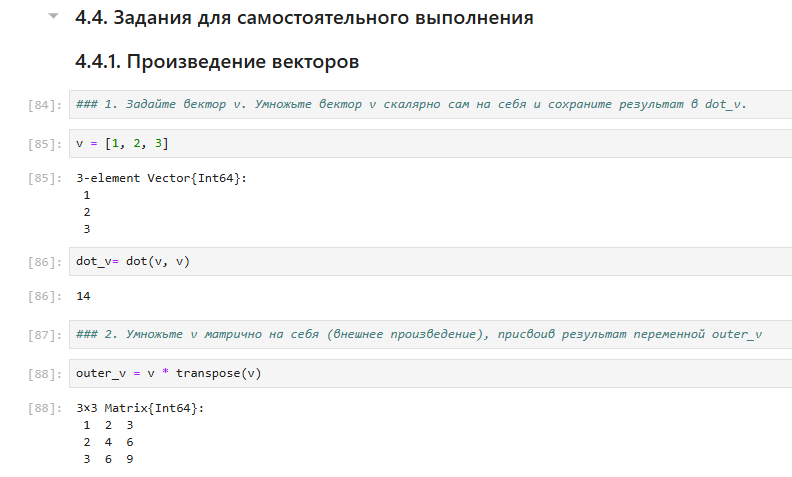 4.4. Задания для самостоятельного выполнения
4.4.1. Произведение векторов
[84]: ### 1. Задайте вектор v. Умножьте вектор v скалярно сам на себя и сохраните результат в dot_v.
[85]: v = [1, 2, 3]
[85]: 3-element Vector{Int64}:
1
2
3
[86]: dot_v= dot(v, v)
[86]: 14
[87]: ### 2. Умножьте v матрично на себя (внешнее произведение), присвоив результат переменной outer_v
[88]: outer_v = v * transpose(v)
[88]: 3×3 Matrix{Int64}:
1 2 3
2 4 6
3 6 9